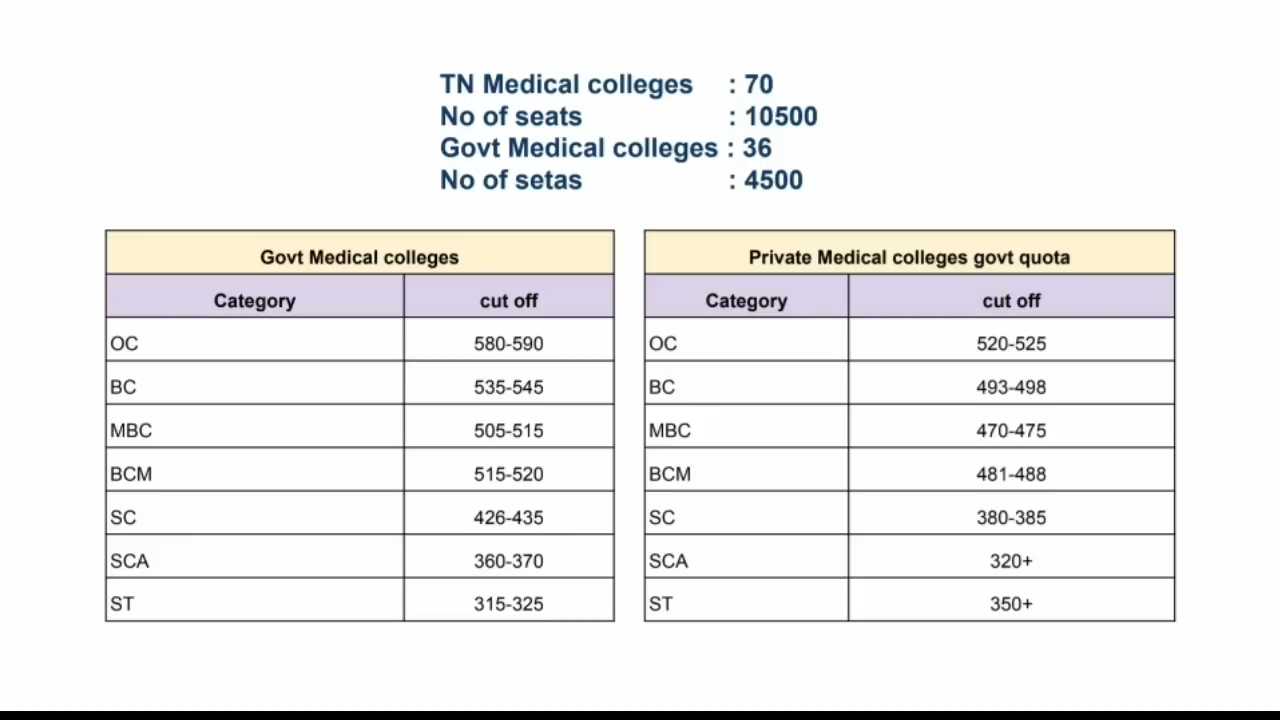 TN Medical colleges : 70
No of seats : 10500
Govt Medical colleges : 36
No of setas : 4500
Govt Medical colleges
Category cut off
OC 580-590
BC 535-545
MBC 505-515
BCM 515-520
SC 426-435
SCA 360-370
ST 315-325
Private Medical colleges govt quota
Category cut off
OC 520-525
BC 493-498
MBC 470-475
BCM 481-488
SC 380-385
SCA 320+
ST 350+